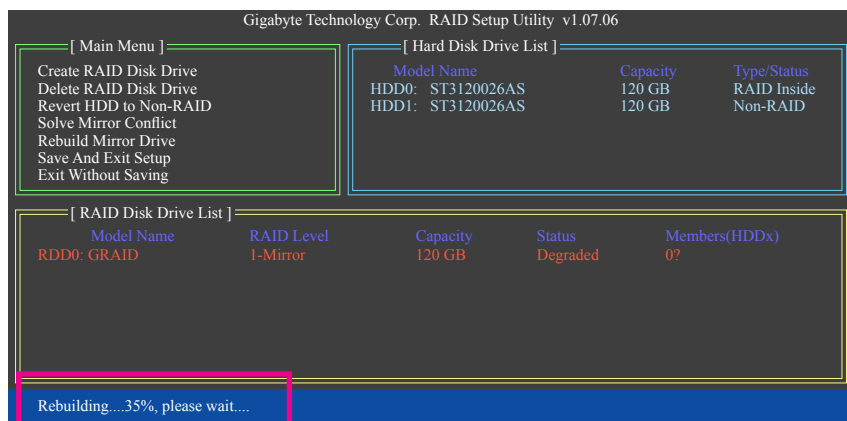 Gigabyte Technology Corp. RAID Setup Utility v1.07.06
[ Main Menu ]
Create RAID Disk Drive
Delete RAID Disk Drive
Revert HDD to Non-RAID
Solve Mirror Conflict
Rebuild Mirror Drive
Save And Exit Setup
Exit Without Saving
[ Hard Disk Drive List ]
Model Name Capacity Type/Status
HDD0: ST3120026AS 120 GB RAID Inside
HDD1: ST3120026AS 120 GB Non-RAID
[ RAID Disk Drive List ]
Model Name RAID Level Capacity Status Members(HDDx)
RDD0: GRAID 1-Mirror 120 GB Degraded 0?
Rebuilding....35%, please wait....